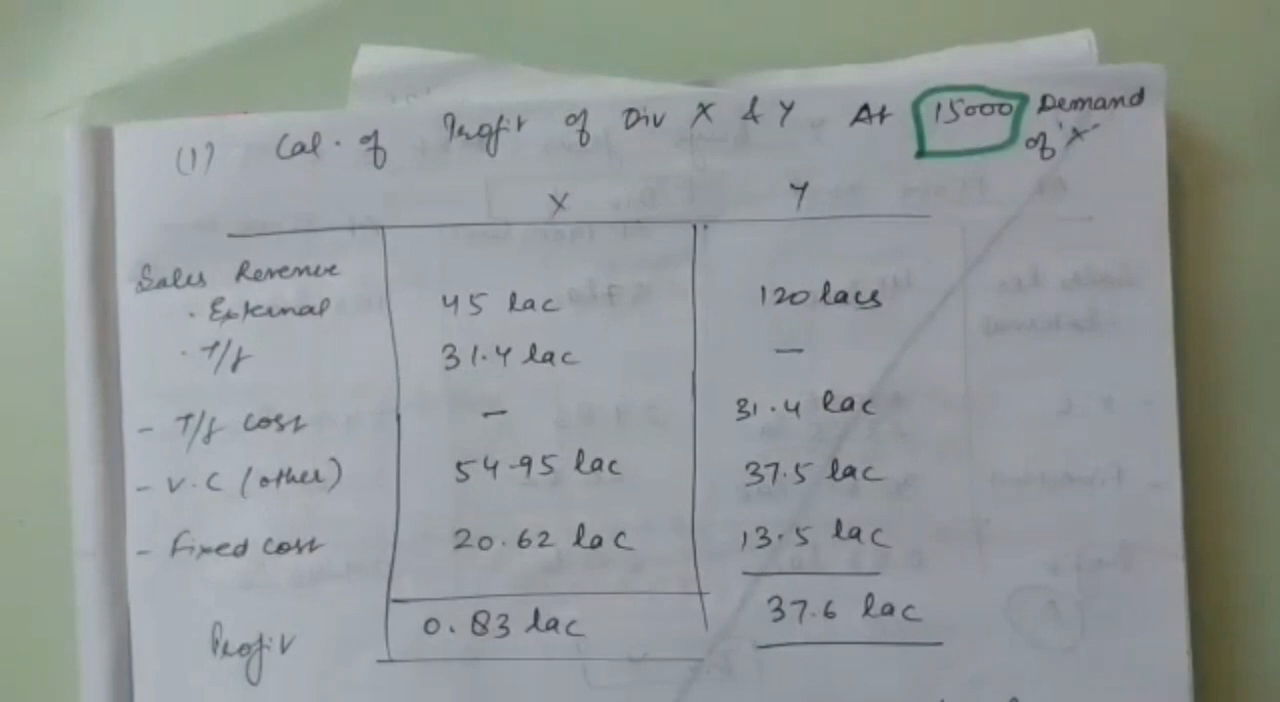 (1) Cal. of Profit of Div X & Y At 15000 Demand of 'X'
X Y
Sales Revenue
· External 45 lac 120 lacs
· T/f 31.4 lac —
- T/f cost — 31.4 lac
- V.C (other) 54.95 lac 37.5 lac
- Fixed cost 20.62 lac 13.5 lac
Profit 0.83 lac 37.6 lac